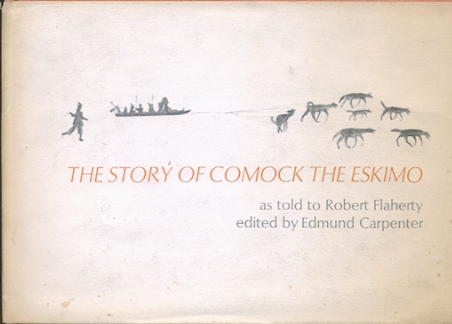 THE STORY OF COMOCK THE ESKIMO
as told to Robert Flaherty
edited by Edmund Carpenter